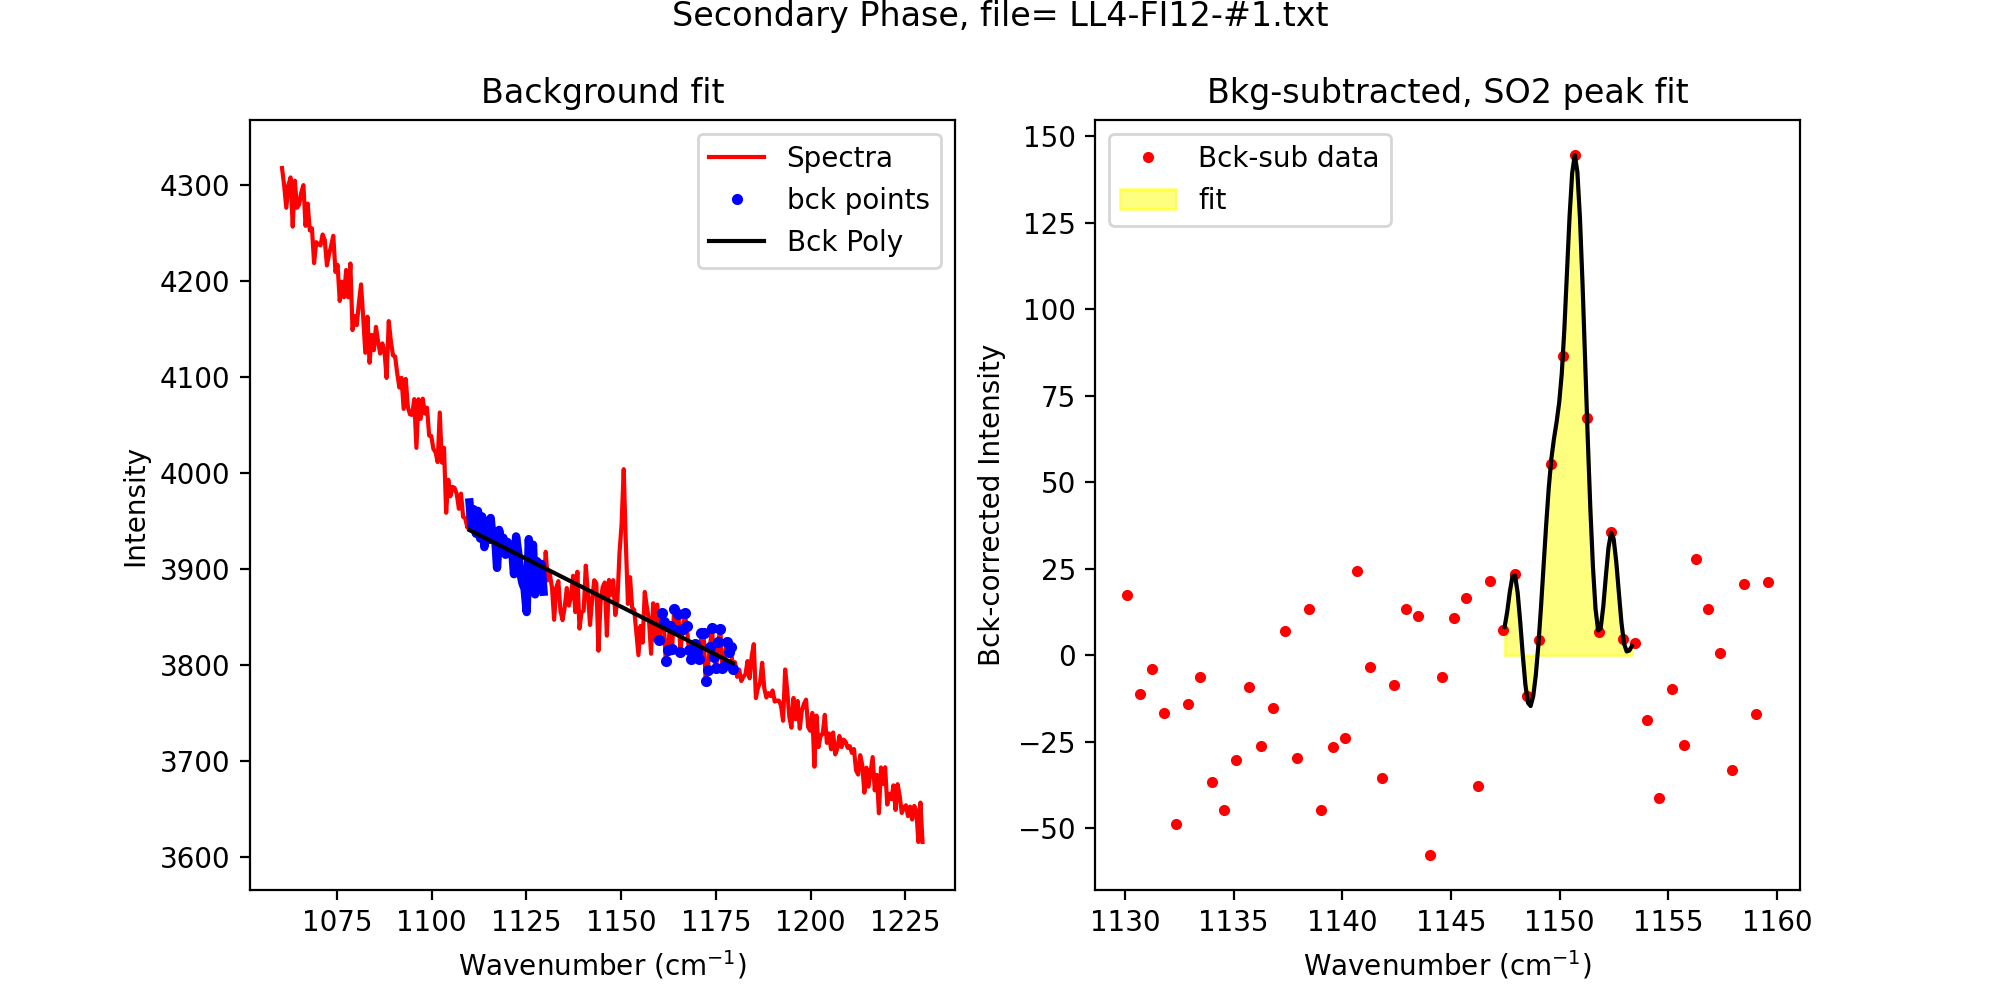 Secondary Phase, file= LL4-FI12-#1.txt
Background fit
Spectra
bck points
Bck Poly
Intensity
4300
4200
4100
4000
3900
3800
3700
3600
1075 1100 1125 1150 1175 1200 1225
Wavenumber (cm⁻¹)
Bkg-subtracted, SO2 peak fit
Bck-sub data
fit
Bck-corrected Intensity
150
125
100
75
50
25
0
−25
−50
1130 1135 1140 1145 1150 1155 1160
Wavenumber (cm⁻¹)